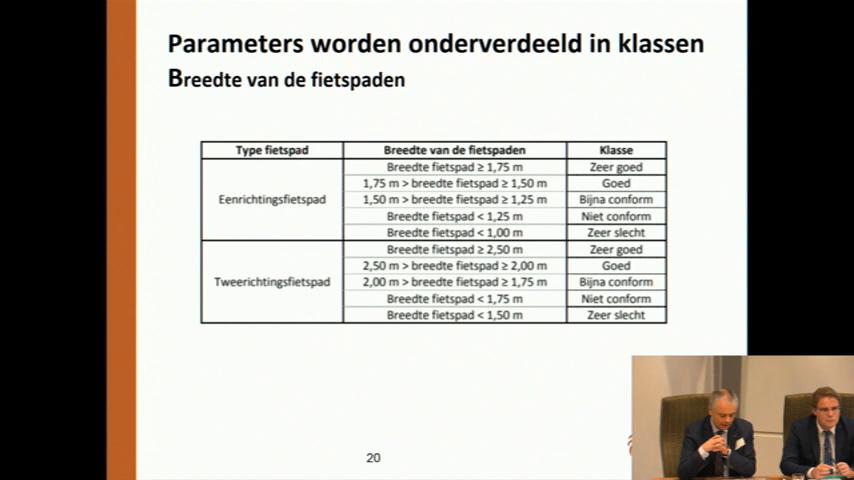 Parameters worden onderverdeeld in klassen
Breedte van de fietspaden
Type fietspad Breedte van de fietspaden Klasse
Eenrichtingsfietspad
Breedte fietspad ≥ 1,75 m Zeer goed
1,75 m > breedte fietspad ≥ 1,50 m Goed
1,50 m > breedte fietspad ≥ 1,25 m Bijna conform
Breedte fietspad < 1,25 m Niet conform
Breedte fietspad < 1,00 m Zeer slecht
Tweerichtingsfietspad
Breedte fietspad ≥ 2,50 m Zeer goed
2,50 m > breedte fietspad ≥ 2,00 m Goed
2,00 m > breedte fietspad ≥ 1,75 m Bijna conform
Breedte fietspad < 1,75 m Niet conform
Breedte fietspad < 1,50 m Zeer slecht
20